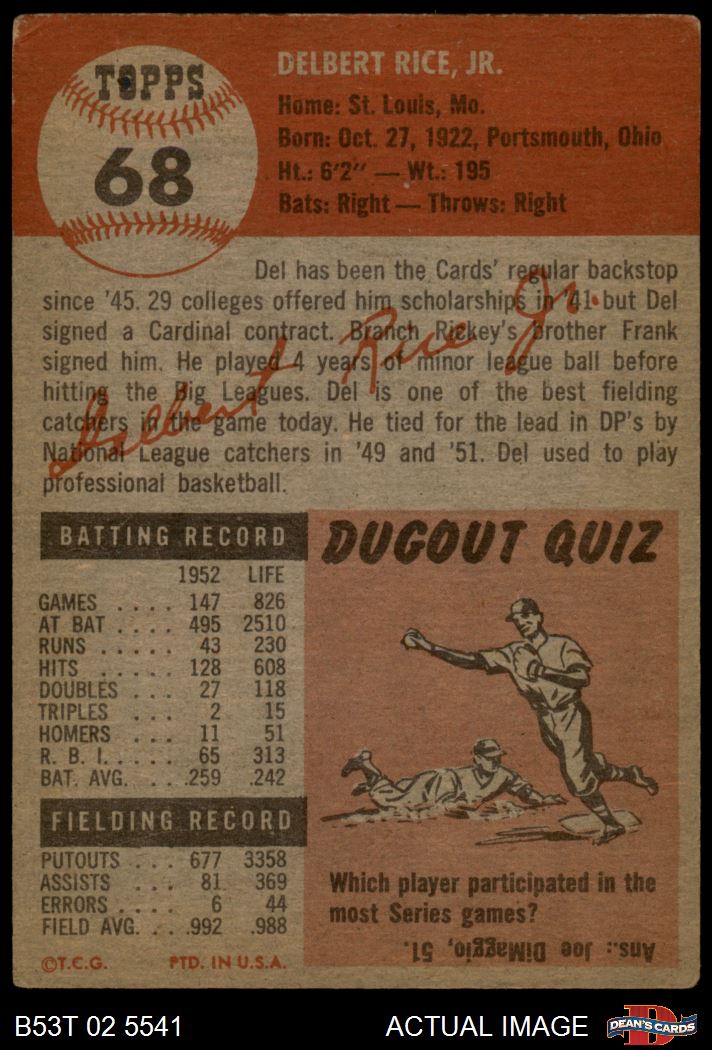 TOPPS
68
DELBERT RICE, JR.
Home: St. Louis, Mo.
Born: Oct. 27, 1922, Portsmouth, Ohio
Ht.: 6'2" — Wt.: 195
Bats: Right — Throws: Right
Del has been the Cards' regular backstop
since '45. 29 colleges offered him scholarships in '41 but Del
signed a Cardinal contract. Branch Rickey's brother Frank
signed him. He played 4 years of minor league ball before
hitting the Big Leagues. Del is one of the best fielding
catchers in the game today. He tied for the lead in DP's by
National League catchers in '49 and '51. Del used to play
professional basketball.
Delbert Rice Jr.
BATTING RECORD
1952 LIFE
GAMES . . . . 147 826
AT BAT . . . . 495 2510
RUNS . . . . . 43 230
HITS . . . . . 128 608
DOUBLES . . . 27 118
TRIPLES . . . 2 15
HOMERS . . . 11 51
R. B. I. . . . . . 65 313
BAT. AVG. . . .259 .242
FIELDING RECORD
PUTOUTS . . . 677 3358
ASSISTS . . . 81 369
ERRORS . . . . 6 44
FIELD AVG. . . .992 .988
©T.C.G. PTD. IN U.S.A.
DUGOUT QUIZ
Which player participated in the
most Series games?
Ans.: Joe DiMaggio, 51.
B53T 02 5541
ACTUAL IMAGE
DEAN'S CARDS